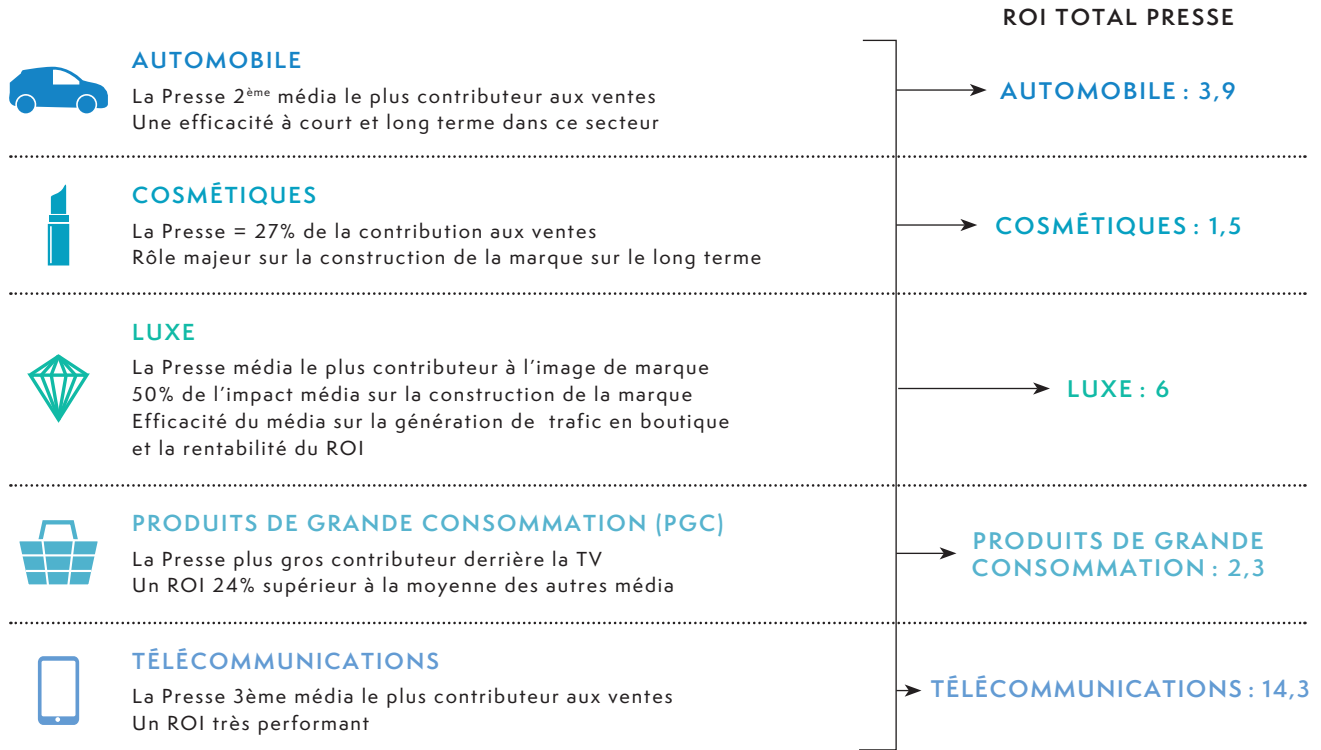 ROI TOTAL PRESSE
AUTOMOBILE
La Presse 2ème média le plus contributeur aux ventes
Une efficacité à court et long terme dans ce secteur
AUTOMOBILE : 3,9
COSMÉTIQUES
La Presse = 27% de la contribution aux ventes
Rôle majeur sur la construction de la marque sur le long terme
COSMÉTIQUES : 1,5
LUXE
La Presse média le plus contributeur à l'image de marque
50% de l'impact média sur la construction de la marque
Efficacité du média sur la génération de trafic en boutique
et la rentabilité du ROI
LUXE : 6
PRODUITS DE GRANDE CONSOMMATION (PGC)
La Presse plus gros contributeur derrière la TV
Un ROI 24% supérieur à la moyenne des autres média
PRODUITS DE GRANDE
CONSOMMATION : 2,3
TÉLÉCOMMUNICATIONS
La Presse 3ème média le plus contributeur aux ventes
Un ROI très performant
TÉLÉCOMMUNICATIONS : 14,3